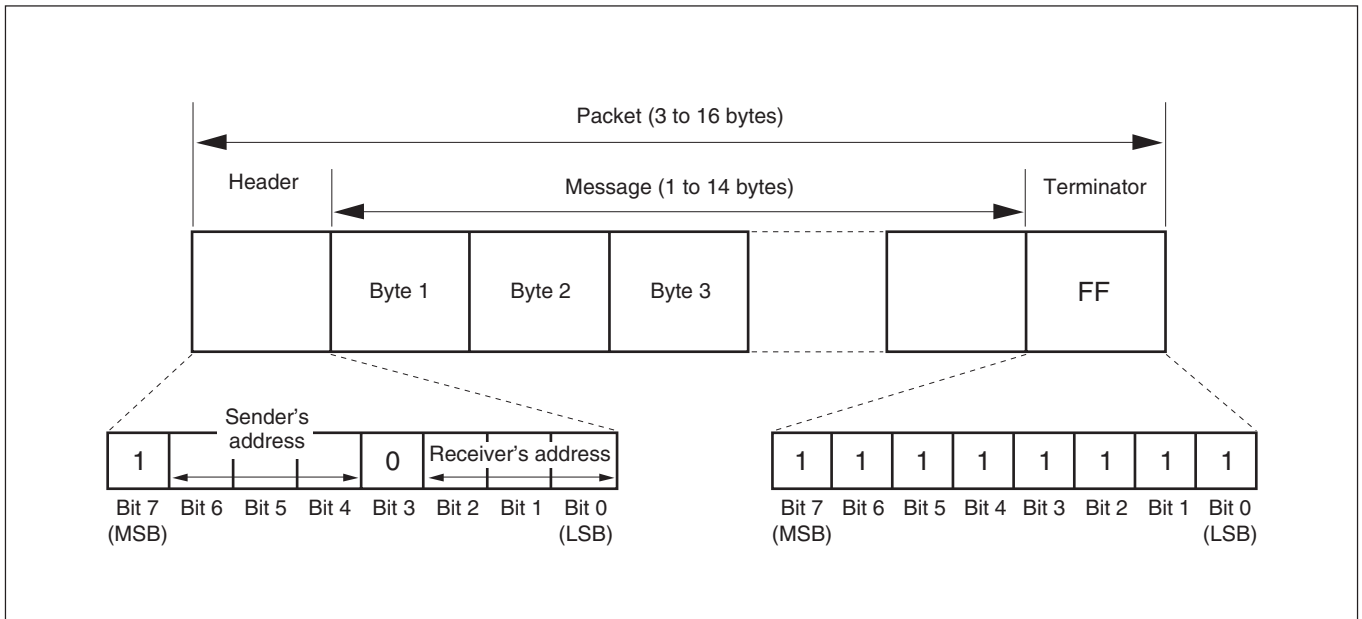 Packet (3 to 16 bytes)
Header
Message (1 to 14 bytes)
Terminator
Byte 1
Byte 2
Byte 3
FF
Sender's
address
1
0
Receiver's address
Bit 7 Bit 6 Bit 5 Bit 4 Bit 3 Bit 2 Bit 1 Bit 0
(MSB) (LSB)
1 1 1 1 1 1 1 1
Bit 7 Bit 6 Bit 5 Bit 4 Bit 3 Bit 2 Bit 1 Bit 0
(MSB) (LSB)